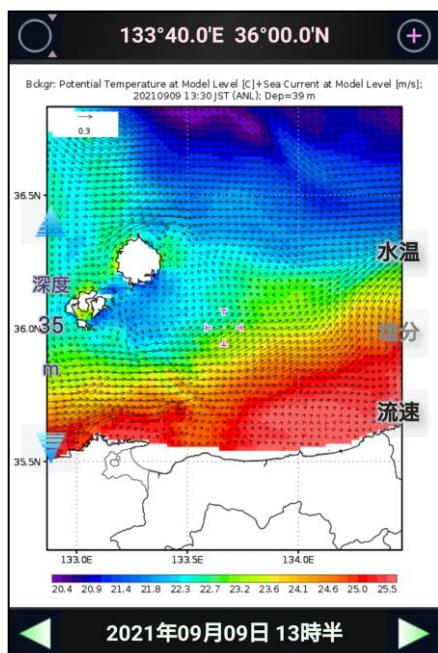 133°40.0'E 36°00.0'N
Bckgr: Potential Temperature at Model Level [C]+Sea Current at Model Level [m/s];
20210909 13:30 JST (ANL); Dep=39 m
0.3
36.5N
水温
深度
36.0N
35
塩分
m
流速
35.5N
133.0E 133.5E 134.0E
20.4 20.9 21.4 21.8 22.3 22.7 23.2 23.6 24.1 24.6 25.0 25.5
2021年09月09日 13時半